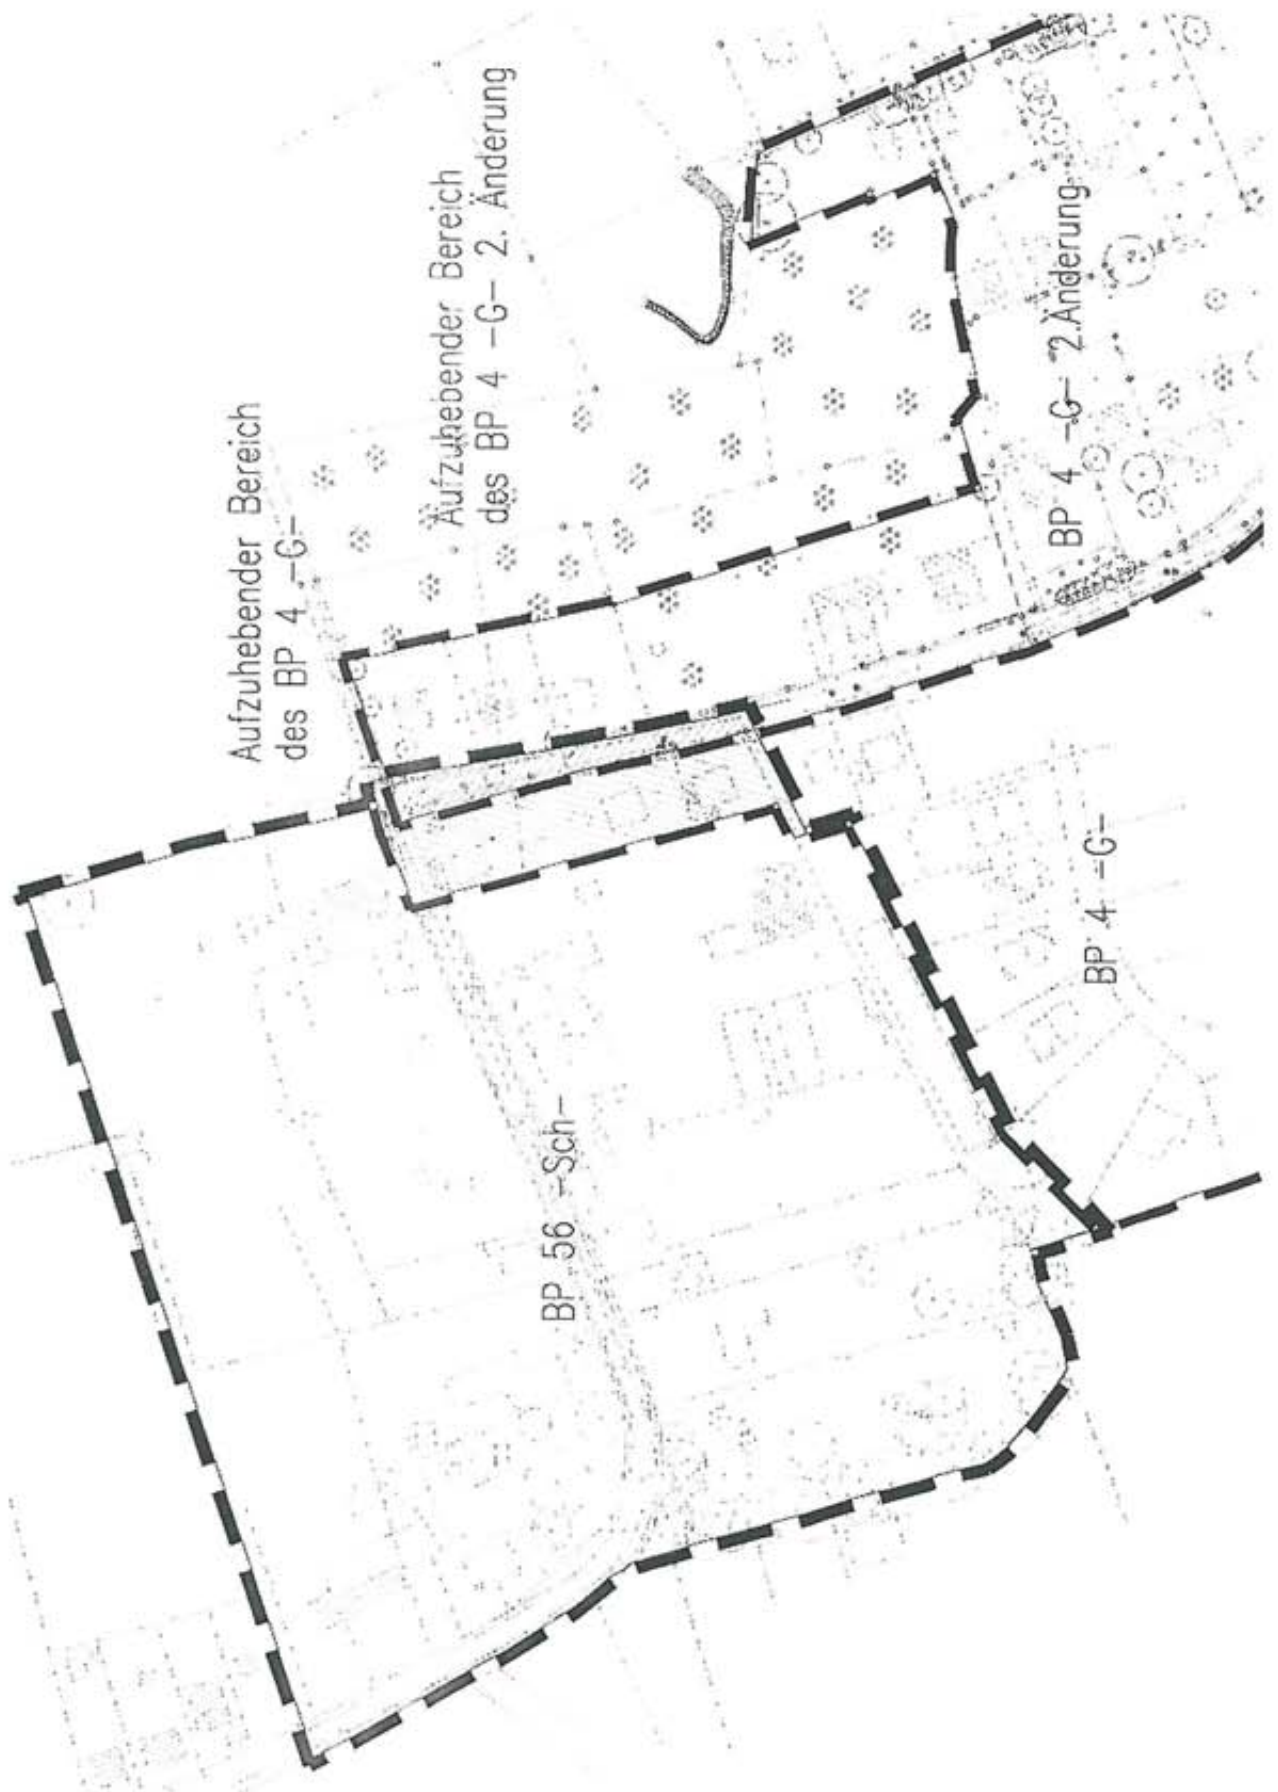 Aufzuhebender Bereich
des BP 4 -G-
Aufzuhebender Bereich
des BP 4 -G- 2. Änderung
BP 56 -Sch-
BP 4 -G-
BP 4 -G- 2.Änderung